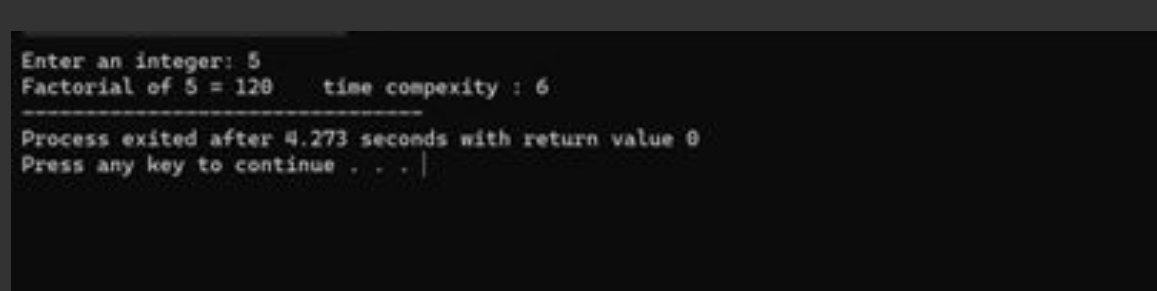 Enter an integer: 5
Factorial of 5 = 120    time compexity : 6
--------------------------------
Process exited after 4.273 seconds with return value 0
Press any key to continue . . .